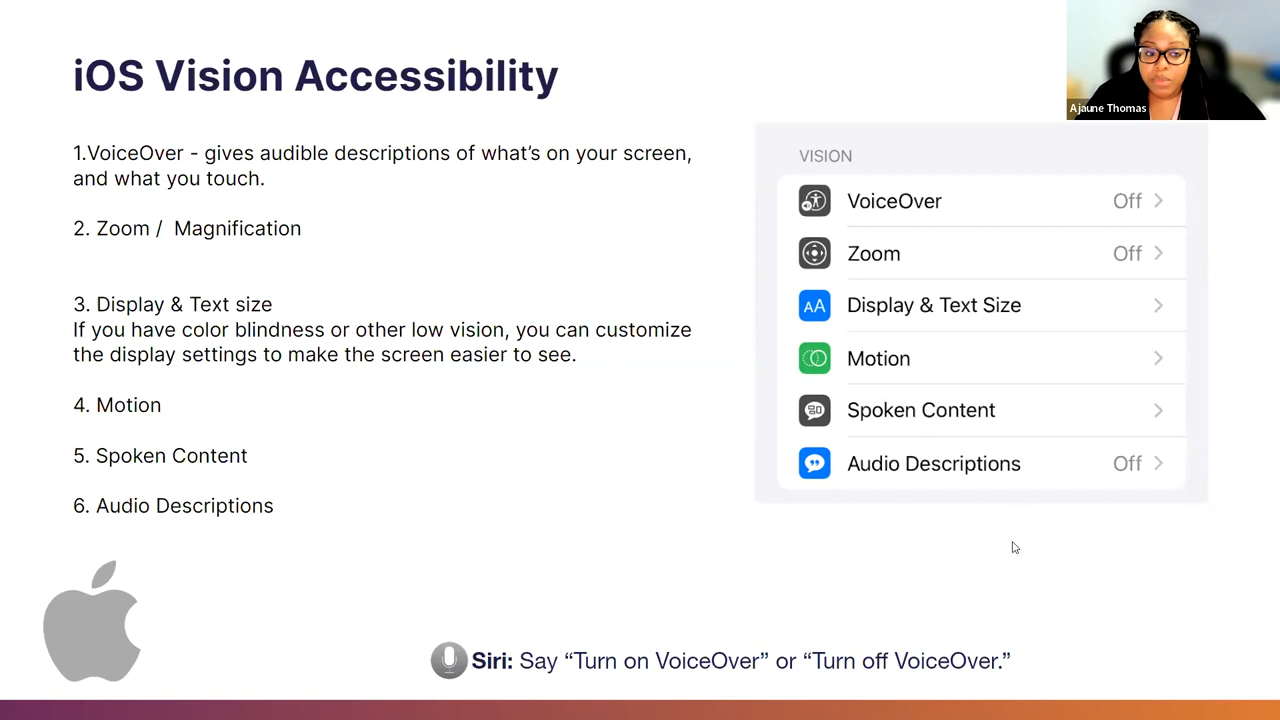 iOS Vision Accessibility
Ajaune Thomas
1.VoiceOver - gives audible descriptions of what's on your screen,
and what you touch.
2. Zoom /  Magnification
3. Display & Text size
If you have color blindness or other low vision, you can customize
the display settings to make the screen easier to see.
4. Motion
5. Spoken Content
6. Audio Descriptions
VISION
VoiceOver Off
Zoom Off
AA Display & Text Size
Motion
Spoken Content
Audio Descriptions Off
Siri: Say “Turn on VoiceOver” or “Turn off VoiceOver.”